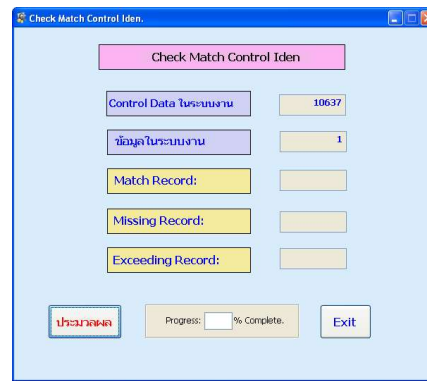 Check Match Control Iden.
Check Match Control Iden
Control Data ในระบบงาน 10637
ข้อมูลในระบบงาน 1
Match Record:
Missing Record:
Exceeding Record:
ประมวลผล Progress: % Complete. Exit